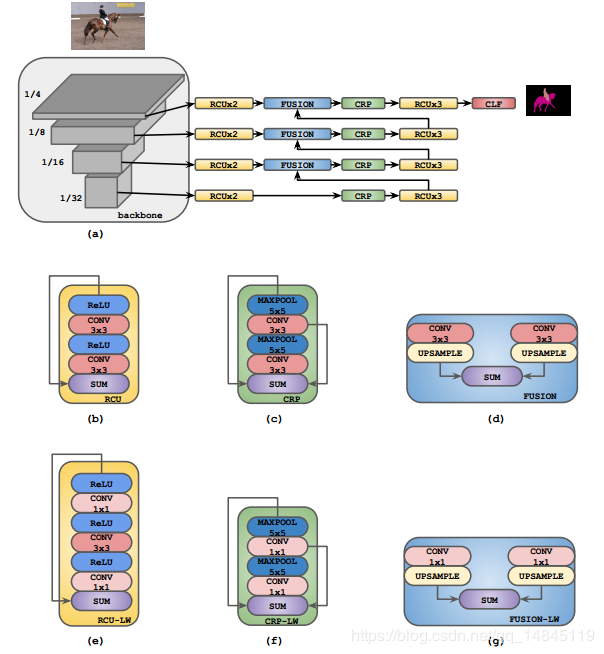 1/4
1/8
1/16
1/32
backbone
RCUx2 FUSION CRP RCUx3 CLF
RCUx2 FUSION CRP RCUx3
RCUx2 FUSION CRP RCUx3
RCUx2 CRP RCUx3
(a)
ReLU
CONV
3x3
ReLU
CONV
3x3
SUM
RCU
(b)
MAXPOOL
5x5
CONV
3x3
MAXPOOL
5x5
CONV
3x3
SUM
CRP
(c)
CONV
3x3
UPSAMPLE
CONV
3x3
UPSAMPLE
SUM
FUSION
(d)
ReLU
CONV
1x1
ReLU
CONV
3x3
ReLU
CONV
1x1
SUM
RCU-LW
(e)
MAXPOOL
5x5
CONV
1x1
MAXPOOL
5x5
CONV
1x1
SUM
CRP-LW
(f)
CONV
1x1
UPSAMPLE
CONV
1x1
UPSAMPLE
SUM
FUSION-LW
(g)
https://blog.csdn.net/qq_14845119